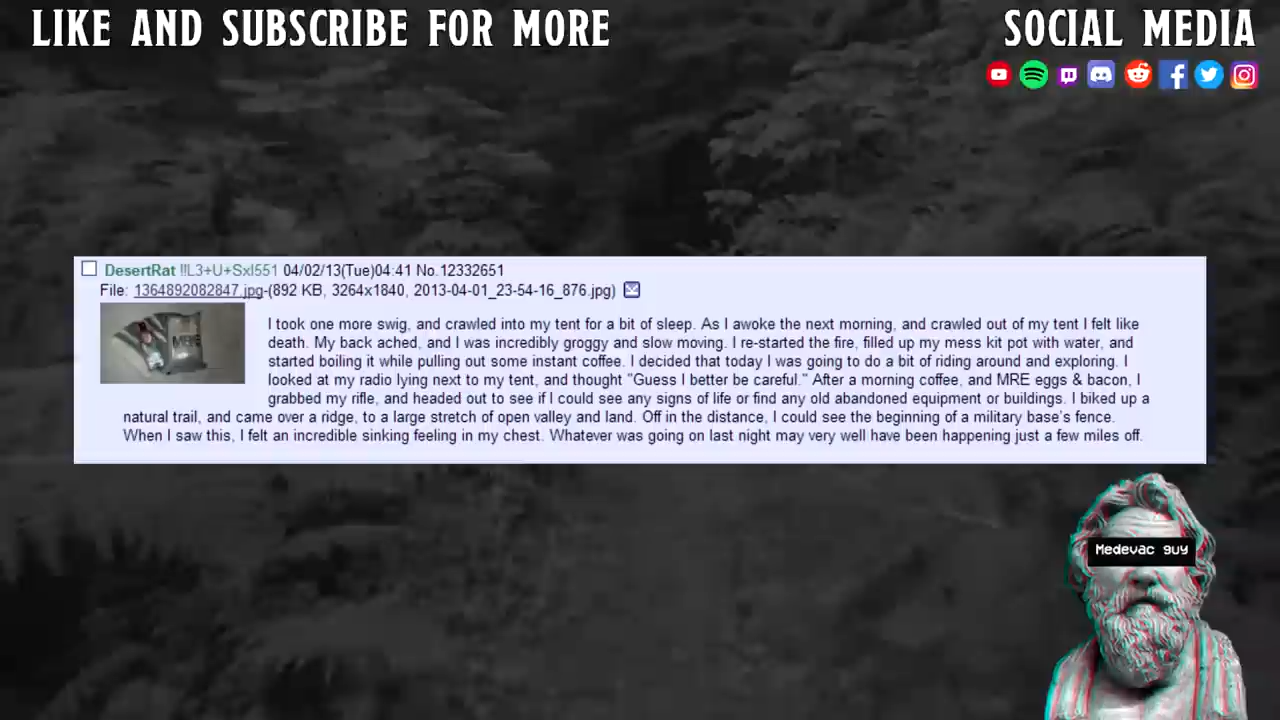 LIKE AND SUBSCRIBE FOR MORE
SOCIAL MEDIA
DesertRat !!L3+U+SxI551 04/02/13(Tue)04:41 No.12332651
File: 1364892082847.jpg-(892 KB, 3264x1840, 2013-04-01_23-54-16_876.jpg)
MRE
I took one more swig, and crawled into my tent for a bit of sleep. As I awoke the next morning, and crawled out of my tent I felt like
death. My back ached, and I was incredibly groggy and slow moving. I re-started the fire, filled up my mess kit pot with water, and
started boiling it while pulling out some instant coffee. I decided that today I was going to do a bit of riding around and exploring. I
looked at my radio lying next to my tent, and thought "Guess I better be careful." After a morning coffee, and MRE eggs & bacon, I
grabbed my rifle, and headed out to see if I could see any signs of life or find any old abandoned equipment or buildings. I biked up a
natural trail, and came over a ridge, to a large stretch of open valley and land. Off in the distance, I could see the beginning of a military base's fence.
When I saw this, I felt an incredible sinking feeling in my chest. Whatever was going on last night may very well have been happening just a few miles off.
Medevac guy